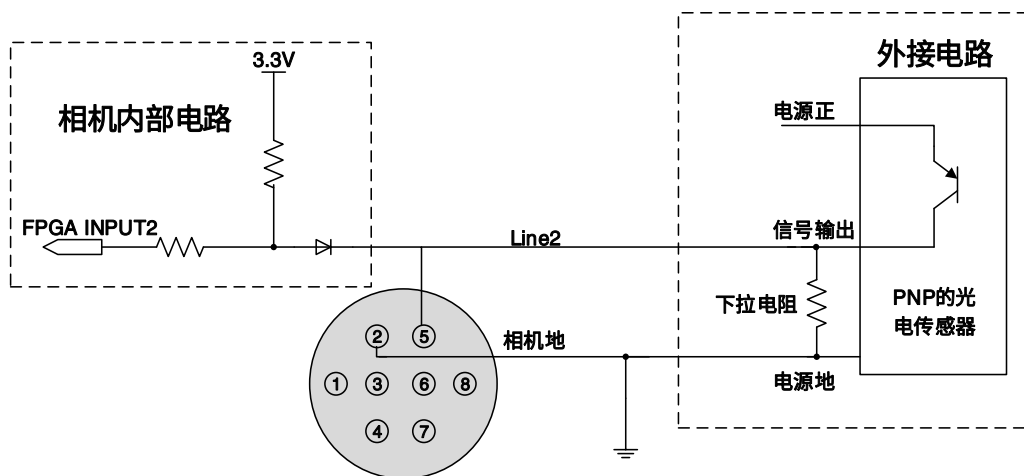 外接电路
3.3V
相机内部电路
电源正
FPGA INPUT2
Line2
信号输出
PNP的光
电传感器
下拉电阻
2
5
相机地
电源地
1
3
6
8
4
7